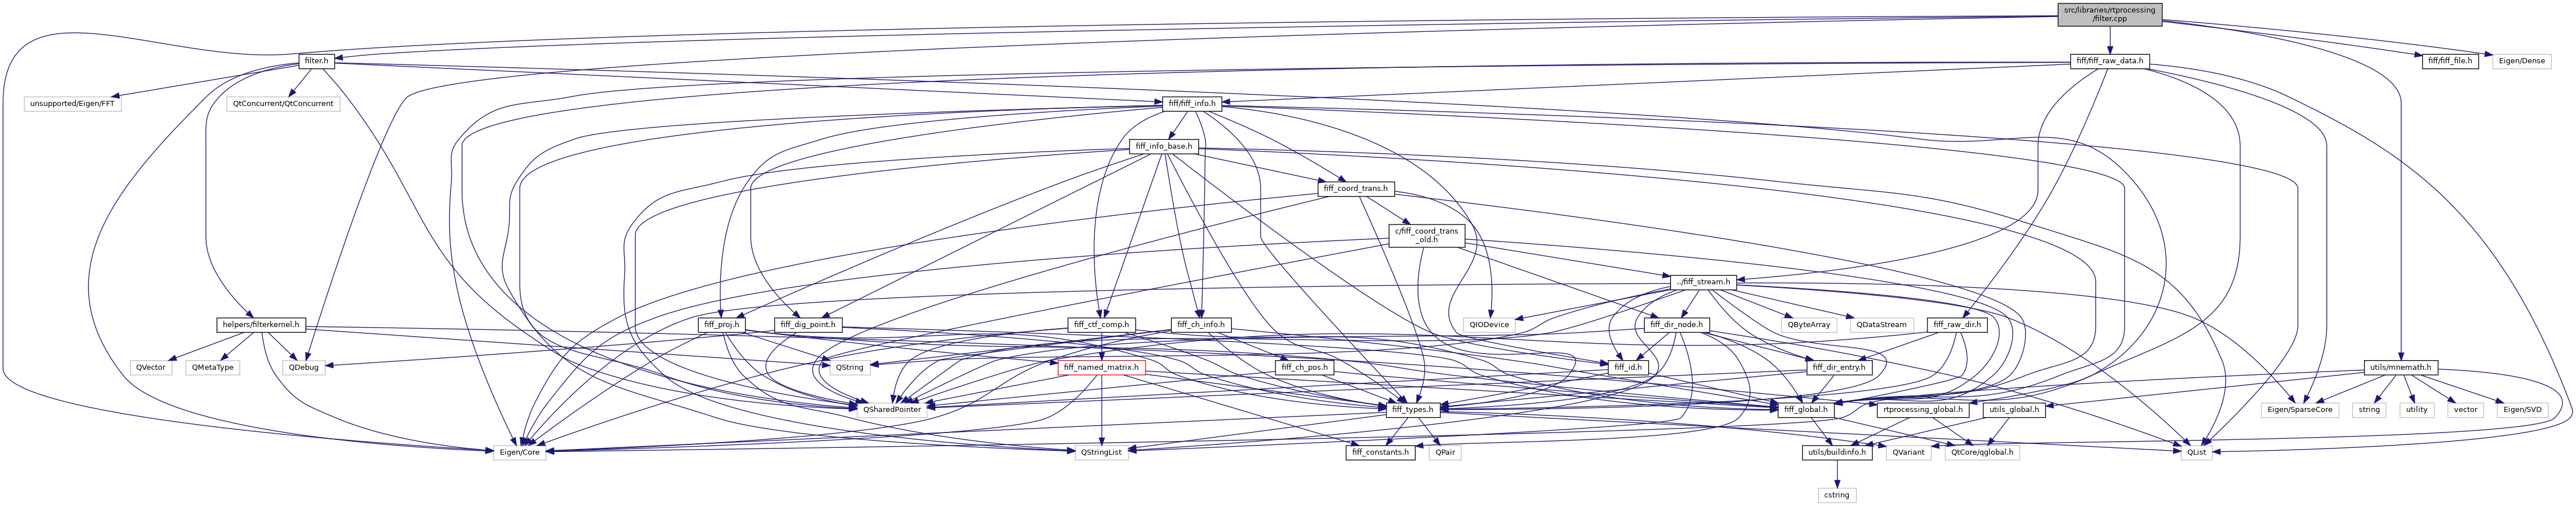 src/libraries/rtprocessing
/filter.cpp
filter.h
fiff/fiff_raw_data.h
fiff/fiff_file.h
Eigen/Dense
unsupported/Eigen/FFT
QtConcurrent/QtConcurrent
fiff/fiff_info.h
fiff_info_base.h
fiff_coord_trans.h
c/fiff_coord_trans
_old.h
../fiff_stream.h
helpers/filterkernel.h
fiff_proj.h
fiff_dig_point.h
fiff_ctf_comp.h
fiff_ch_info.h
QIODevice
fiff_dir_node.h
QByteArray
QDataStream
fiff_raw_dir.h
QVector
QMetaType
QDebug
QString
fiff_named_matrix.h
fiff_ch_pos.h
fiff_id.h
fiff_dir_entry.h
utils/mnemath.h
QSharedPointer
fiff_types.h
fiff_global.h
rtprocessing_global.h
utils_global.h
Eigen/SparseCore
string
utility
vector
Eigen/SVD
Eigen/Core
QStringList
fiff_constants.h
QPair
utils/buildinfo.h
QVariant
QtCore/qglobal.h
QList
cstring